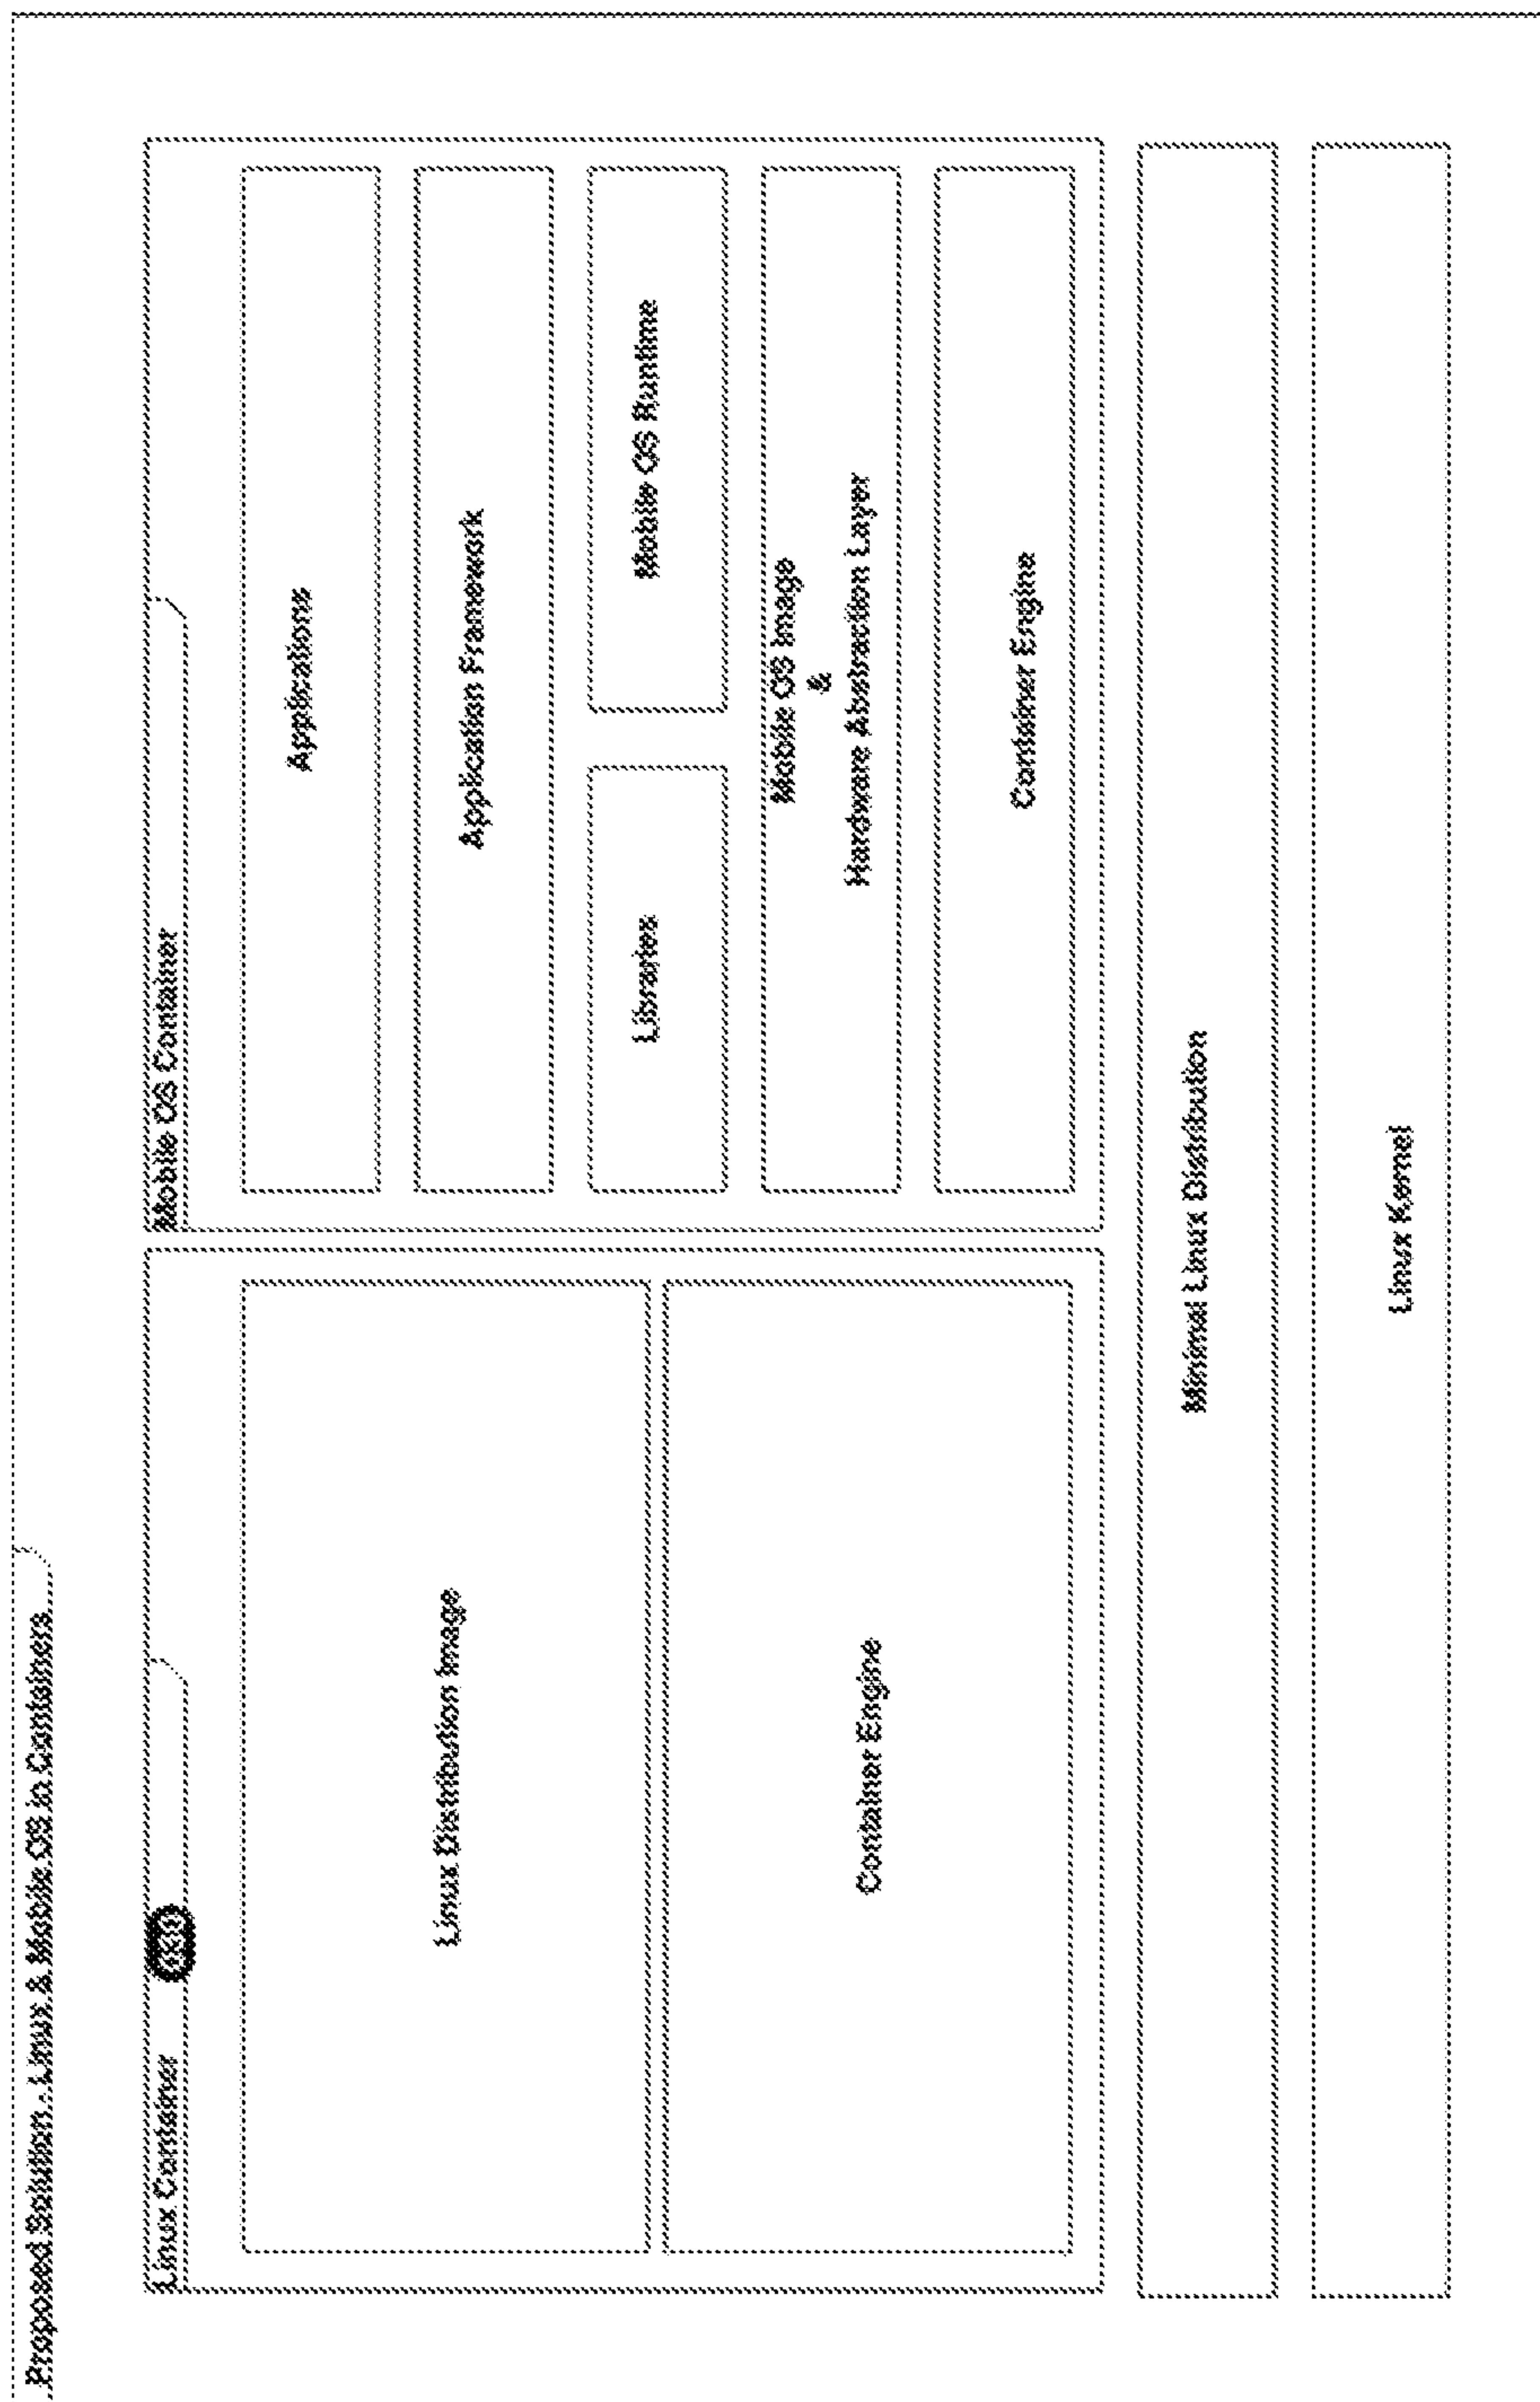 Proposed Solution - Linux & Mobile OS in Containers
Linux Container
Linux Distribution Image
Container Engine
Mobile OS Container
Applications
Application Framework
Libraries
Mobile OS Runtime
Mobile OS Image
&
Hardware Abstraction Layer
Container Engine
Minimal Linux Distribution
Linux Kernel